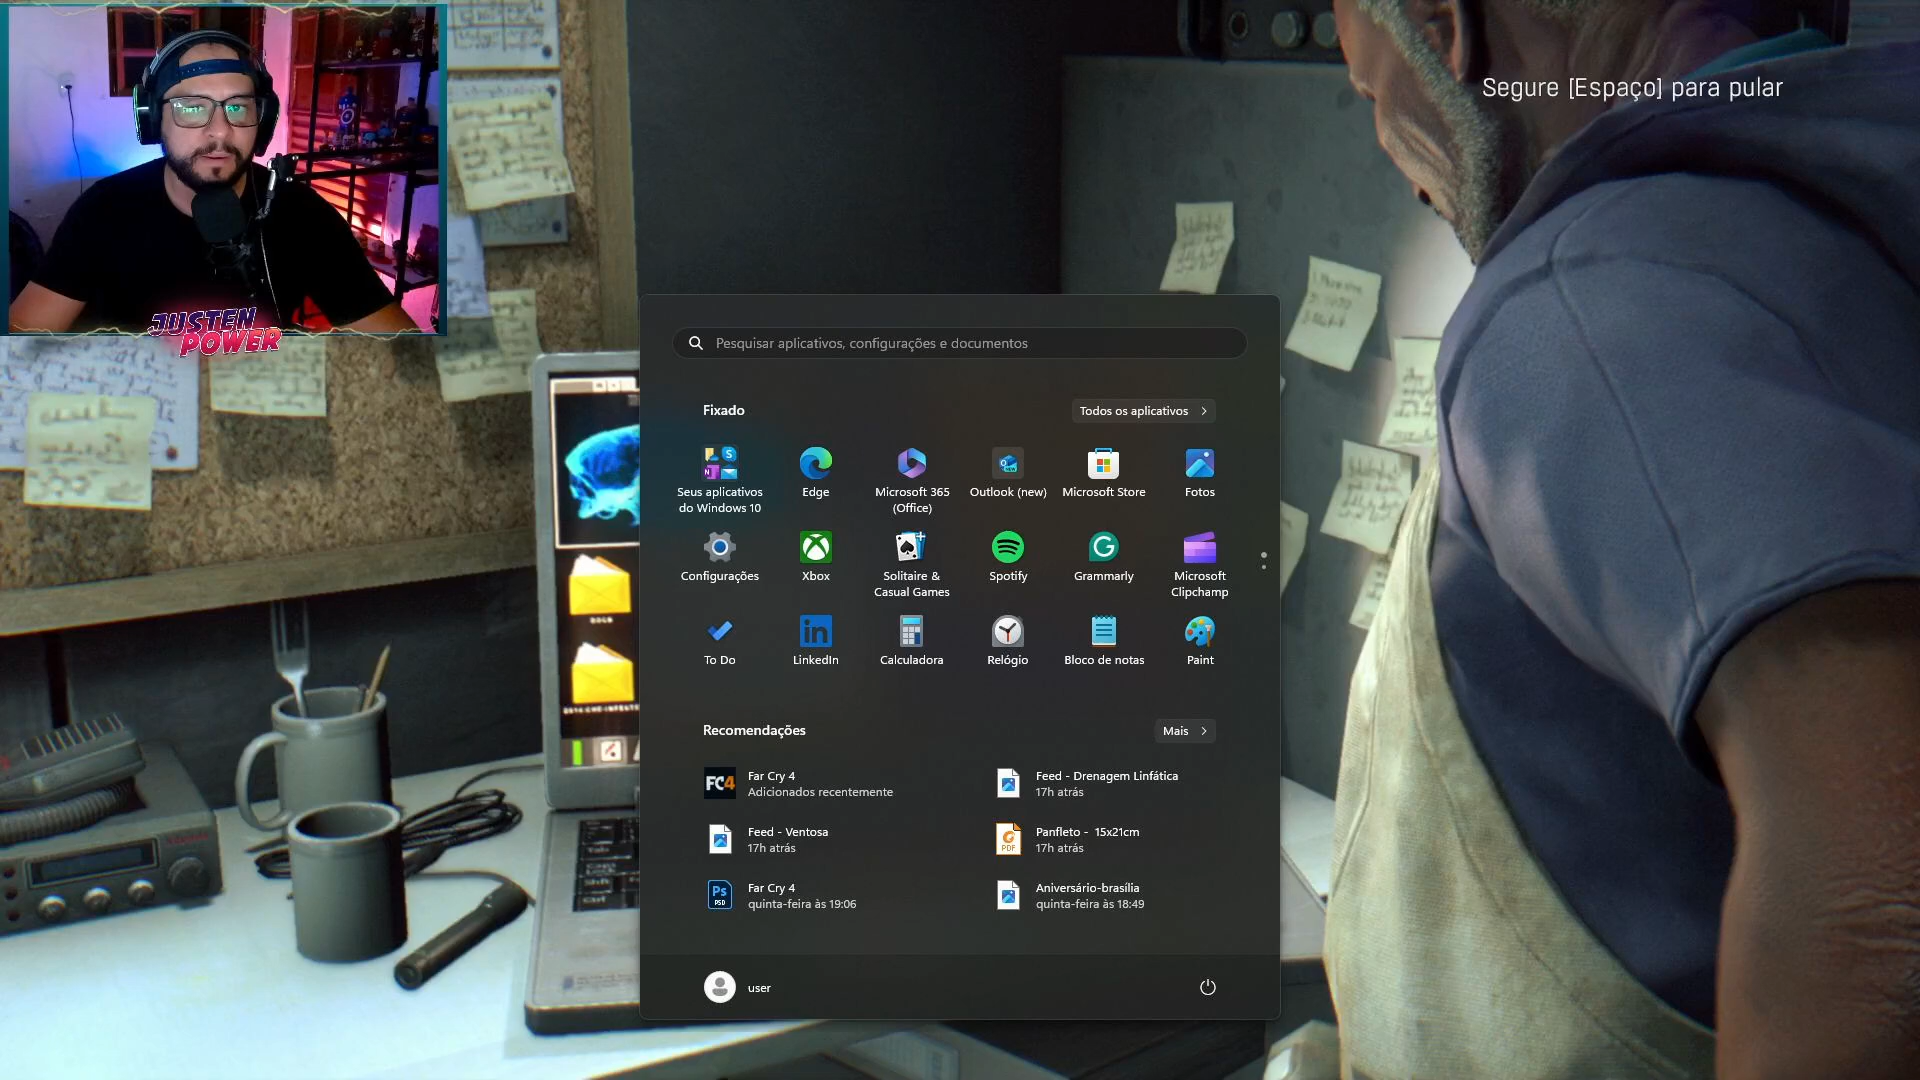 Segure [Espaço] para pular
JUSTEN
POWER
Pesquisar aplicativos, configurações e documentos
Fixado
Todos os aplicativos
Seus aplicativos
do Windows 10
Edge
Microsoft 365
(Office)
Outlook (new)
Microsoft Store
Fotos
Configurações
Xbox
Solitaire &
Casual Games
Spotify
Grammarly
Microsoft
Clipchamp
To Do
LinkedIn
Calculadora
Relógio
Bloco de notas
Paint
Recomendações
Mais
FC4
Far Cry 4
Adicionados recentemente
Feed - Drenagem Linfática
17h atrás
Feed - Ventosa
17h atrás
PDF
Panfleto - 15x21cm
17h atrás
Ps
PSD
Far Cry 4
quinta-feira às 19:06
Aniversário-brasília
quinta-feira às 18:49
user